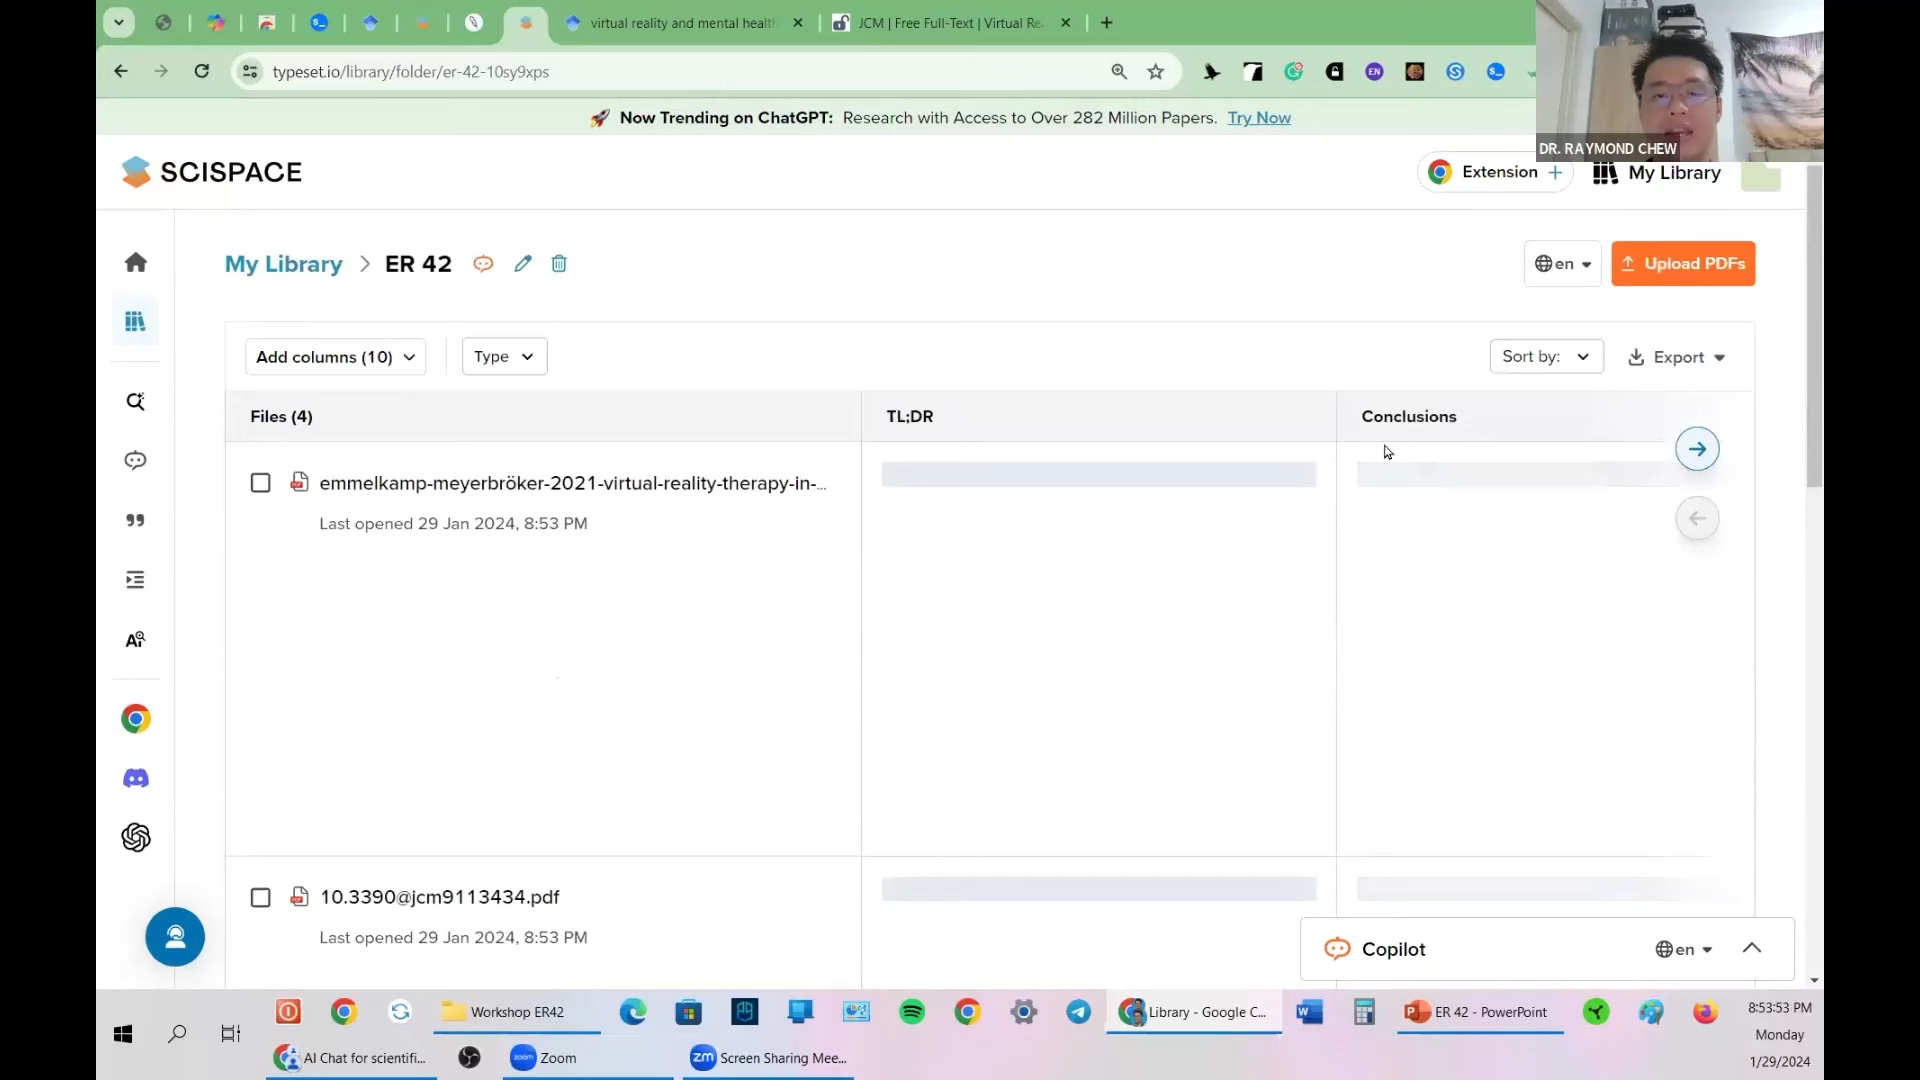 virtual reality and mental healt
JCM | Free Full-Text | Virtual Re
typeset.io/library/folder/er-42-10sy9xps
EN
Now Trending on ChatGPT: Research with Access to Over 282 Million Papers. Try Now
DR. RAYMOND CHEW
SCISPACE
Extension +
My Library
My Library > ER 42
en
Upload PDFs
Add columns (10)
Type
Sort by:
Export
Files (4)
TL;DR
Conclusions
emmelkamp-meyerbröker-2021-virtual-reality-therapy-in-...
Last opened 29 Jan 2024, 8:53 PM
10.3390@jcm9113434.pdf
Last opened 29 Jan 2024, 8:53 PM
Copilot
en
Workshop ER42
Library - Google C...
ER 42 - PowerPoint
8:53:53 PM
Monday
1/29/2024
AI Chat for scientifi...
zoom
Zoom
zm
Screen Sharing Mee...